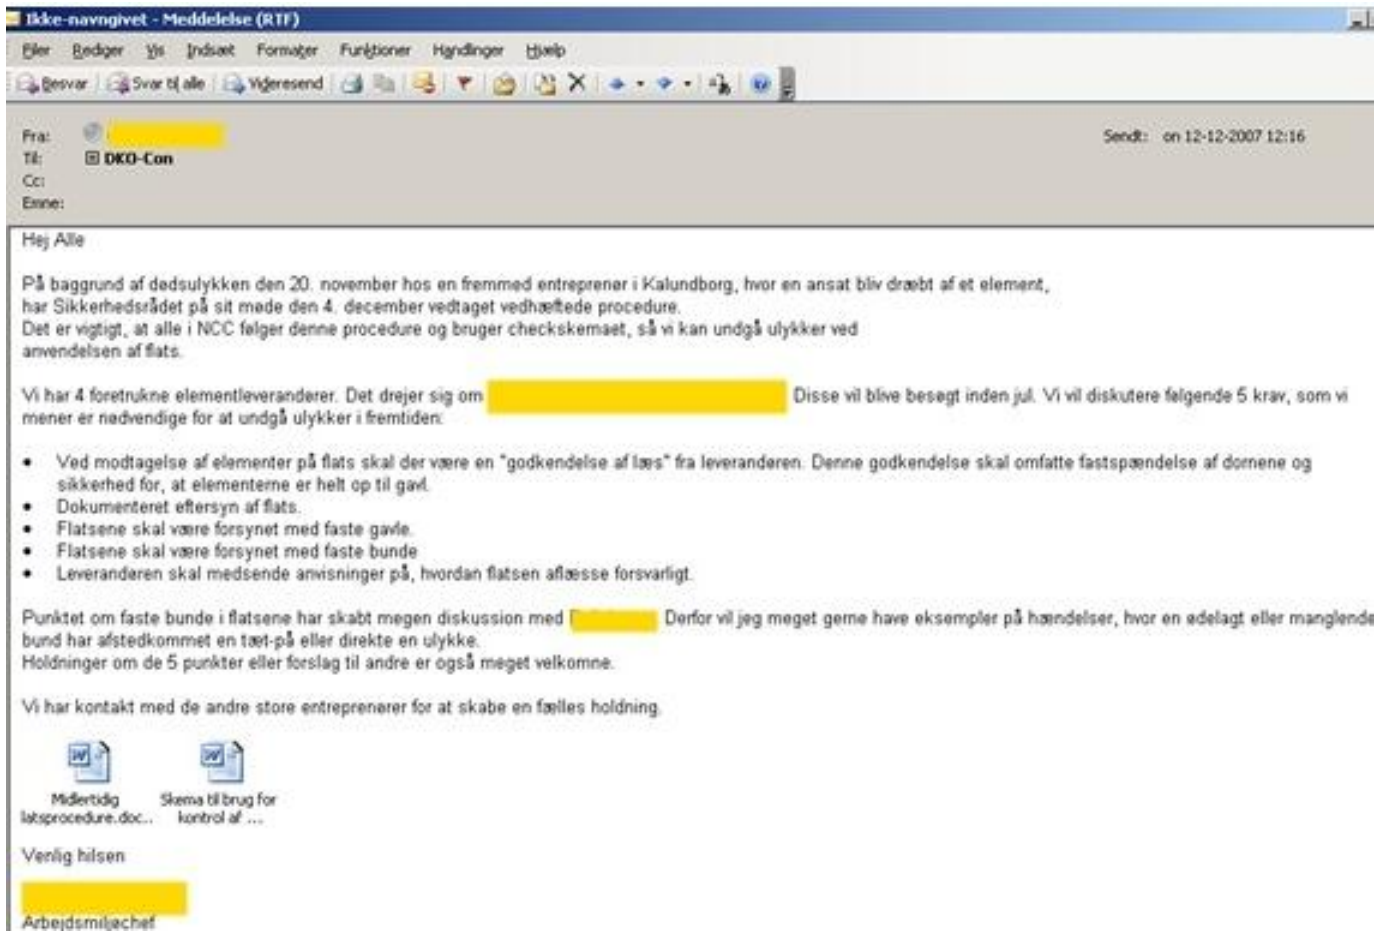 Ikke-navngivet - Meddelelse (RTF)
Filer Rediger Vis Indsæt Formater Funktioner Handlinger Hjælp
Besvar Svar til alle Videresend
Fra:
Sendt: on 12-12-2007 12:16
Til: DKO-Con
Cc:
Emne:
Hej Alle
På baggrund af dødsulykken den 20. november hos en fremmed entreprenør i Kalundborg, hvor en ansat bliv dræbt af et element,
har Sikkerhedsrådet på sit møde den 4. december vedtaget vedhæftede procedure.
Det er vigtigt, at alle i NCC følger denne procedure og bruger checkskemaet, så vi kan undgå ulykker ved
anvendelsen af flats.
Vi har 4 foretrukne elementleverandører. Det drejer sig om Disse vil blive besøgt inden jul. Vi vil diskutere følgende 5 krav, som vi
mener er nødvendige for at undgå ulykker i fremtiden:
• Ved modtagelse af elementer på flats skal der være en "godkendelse af læs" fra leverandøren. Denne godkendelse skal omfatte fastspændelse af dornene og
sikkerhed for, at elementerne er helt op til gavl.
• Dokumenteret eftersyn af flats.
• Flatsene skal være forsynet med faste gavle.
• Flatsene skal være forsynet med faste bunde
• Leverandøren skal medsende anvisninger på, hvordan flatsen aflæsse forsvarligt.
Punktet om faste bunde i flatsene har skabt megen diskussion med Derfor vil jeg meget gerne have eksempler på hændelser, hvor en ødelagt eller manglende
bund har afstedkommet en tæt-på eller direkte en ulykke.
Holdninger om de 5 punkter eller forslag til andre er også meget velkomne.
Vi har kontakt med de andre store entreprenører for at skabe en fælles holdning.
Midlertidig Skema til brug for
latsprocedure.doc.. kontrol af ...
Venlig hilsen
Arbejdsmiljøchef